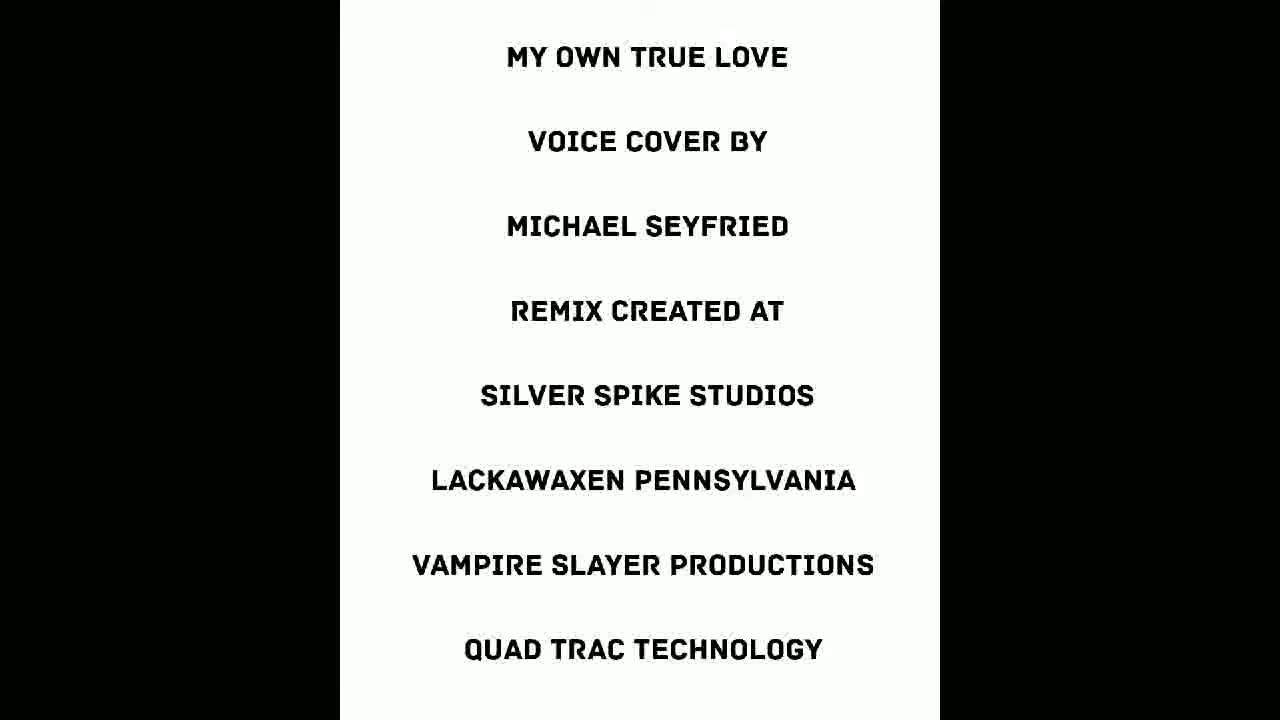 MY OWN TRUE LOVE
VOICE COVER BY
MICHAEL SEYFRIED
REMIX CREATED AT
SILVER SPIKE STUDIOS
LACKAWAXEN PENNSYLVANIA
VAMPIRE SLAYER PRODUCTIONS
QUAD TRAC TECHNOLOGY